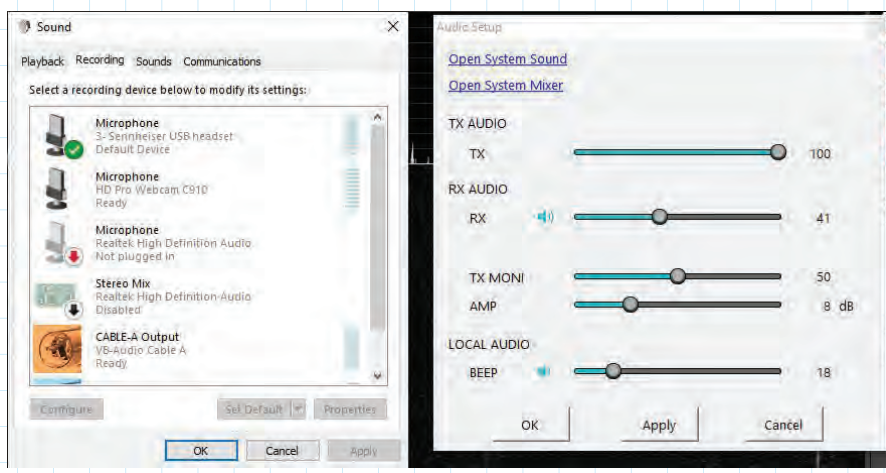 Sound
Playback Recording Sounds Communications
Select a recording device below to modify its settings:
Microphone
3- Sennheiser USB headset
Default Device
Microphone
HD Pro Webcam C910
Ready
Microphone
Realtek High Definition Audio
Not plugged in
Stereo Mix
Realtek High Definition Audio
Disabled
CABLE-A Output
VB-Audio Cable A
Ready
Configure Set Default Properties
OK Cancel Apply
Audio Setup
Open System Sound
Open System Mixer
TX AUDIO
TX 100
RX AUDIO
RX 41
TX MONI 50
AMP 8 dB
LOCAL AUDIO
BEEP 18
OK Apply Cancel